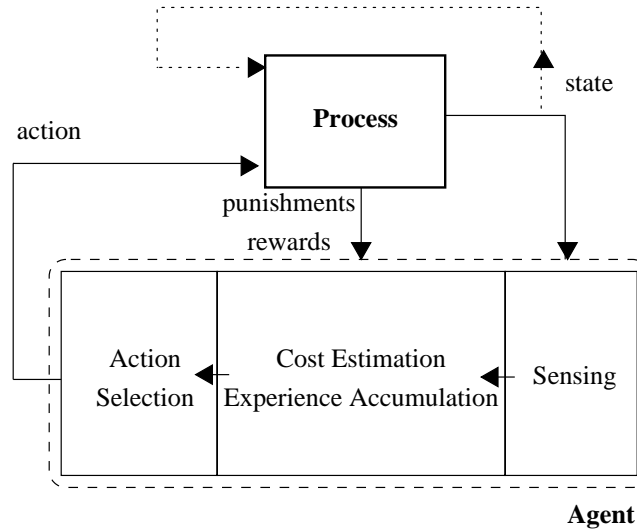 state
Process
action
punishments
rewards
Action
Selection
Cost Estimation
Experience Accumulation
Sensing
Agent